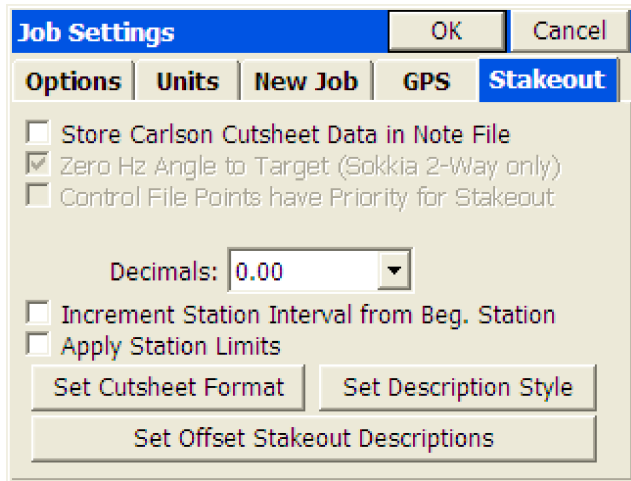 Job Settings OK Cancel
Options Units New Job GPS Stakeout
Store Carlson Cutsheet Data in Note File
Zero Hz Angle to Target (Sokkia 2-Way only)
Control File Points have Priority for Stakeout
Decimals: 0.00
Increment Station Interval from Beg. Station
Apply Station Limits
Set Cutsheet Format Set Description Style
Set Offset Stakeout Descriptions